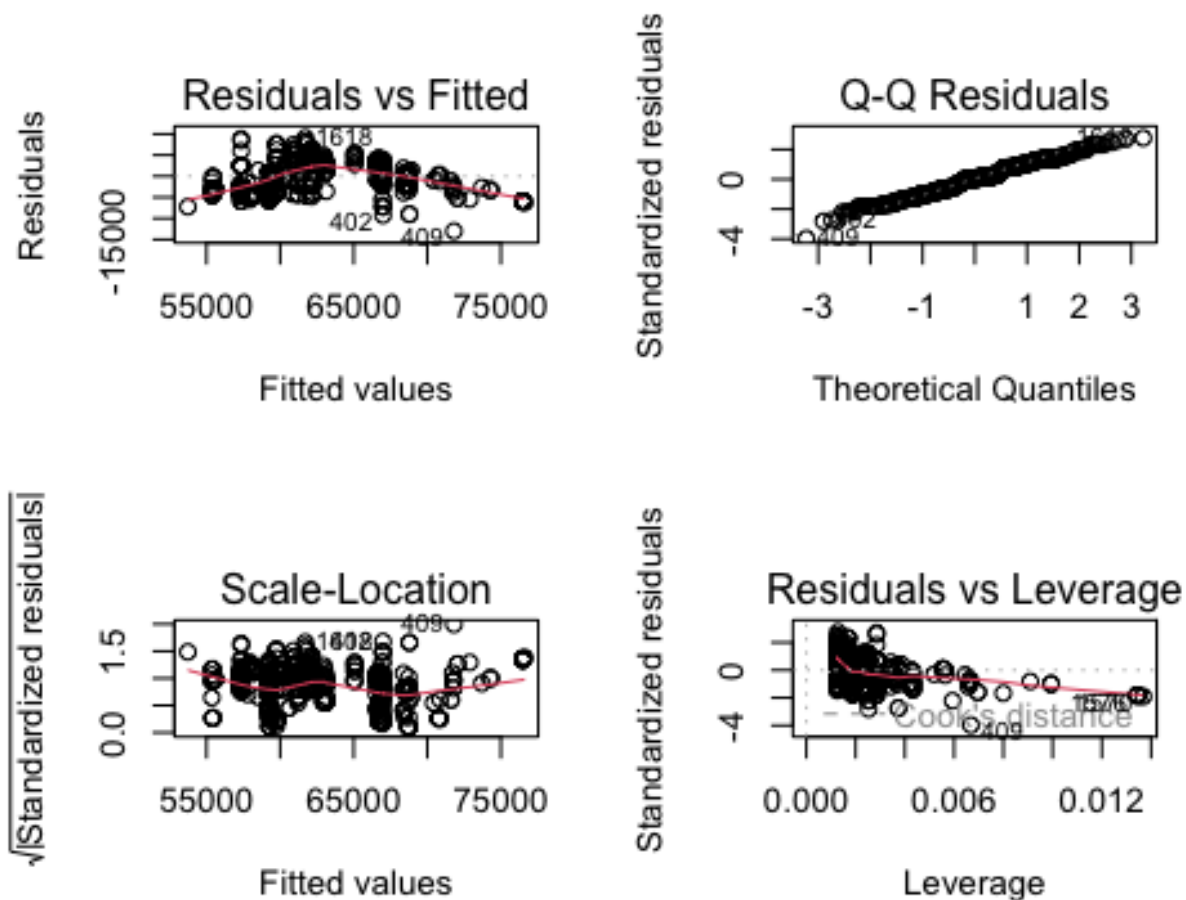 Residuals vs Fitted
Residuals
-15000
1618
402
409
55000 65000 75000
Fitted values
Q-Q Residuals
Standardized residuals
0
-4
409
-3 -1 1 2 3
Theoretical Quantiles
Scale-Location
√|Standardized residuals|
1.5
0.0
409
55000 65000 75000
Fitted values
Residuals vs Leverage
Standardized residuals
0
-4
Cook's distance
409
0.000 0.006 0.012
Leverage